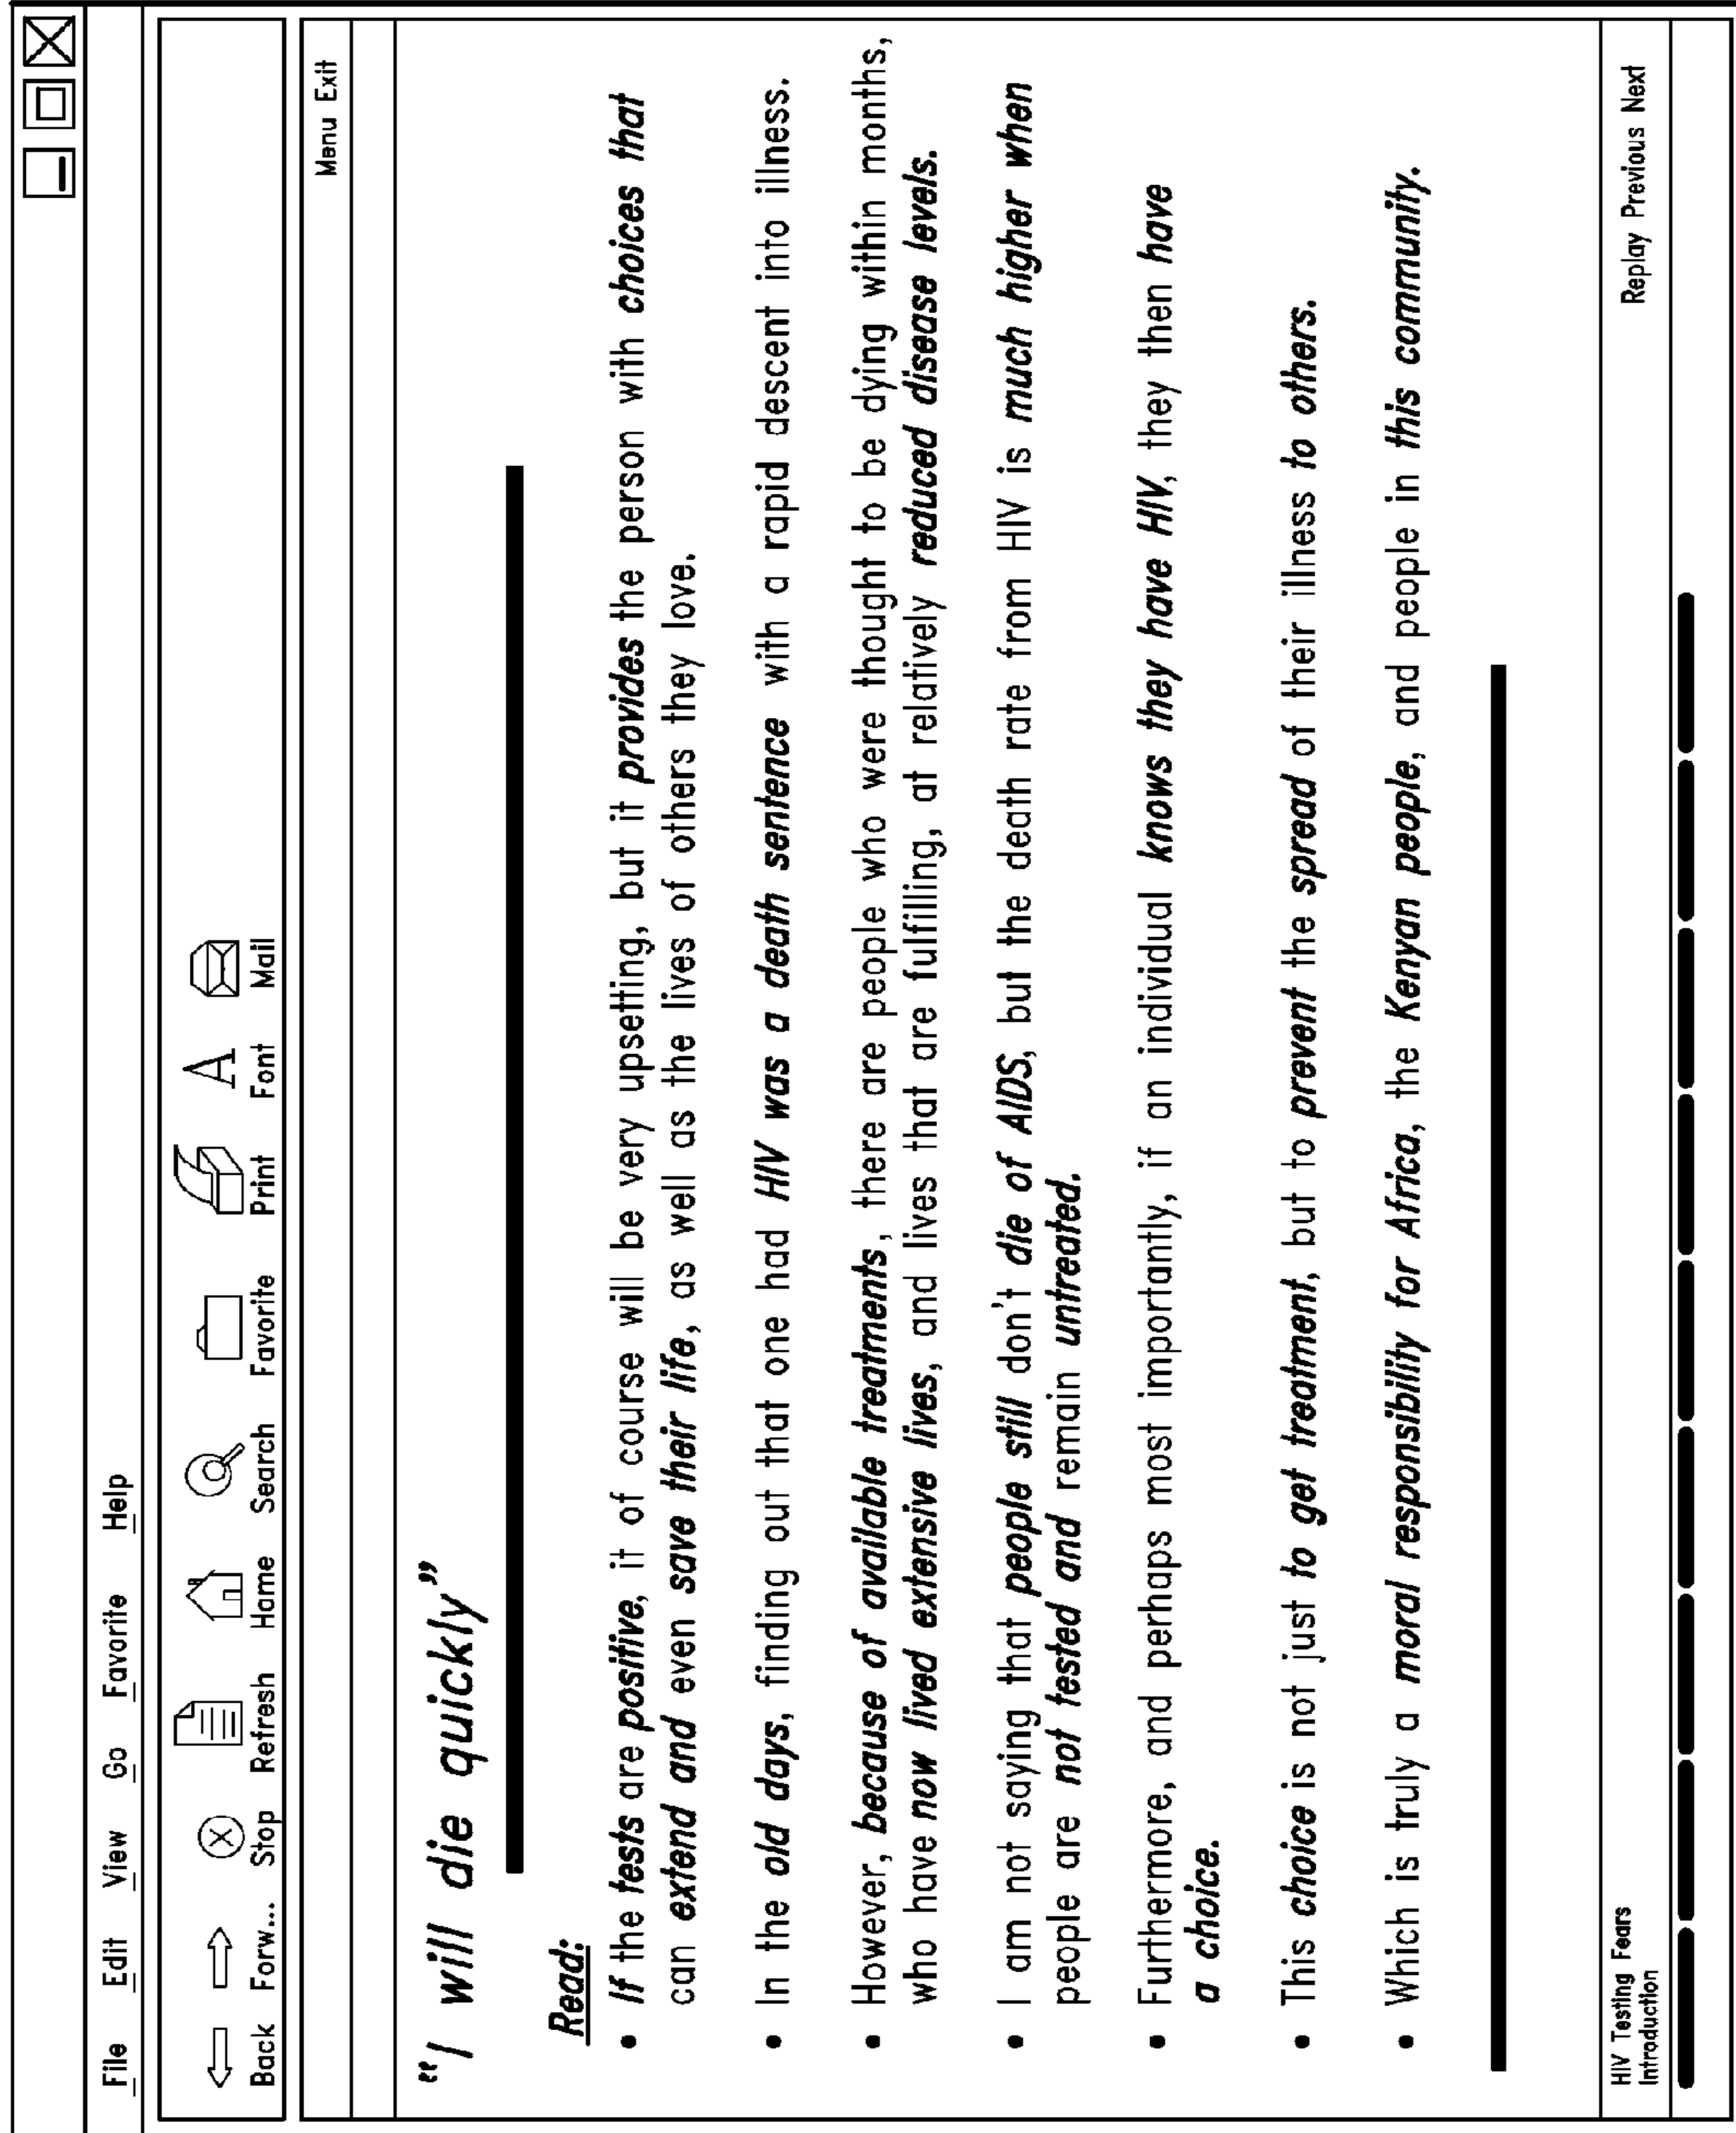 File Edit View Go Favorite Help
Back Forw... Stop Refresh Home Search Favorite Print Font Mail
Menu Exit
"I will die quickly"
Read:
• If the tests are positive, it of course will be very upsetting, but it provides the person with choices that
can extend and even save their life, as well as the lives of others they love.
• In the old days, finding out that one had HIV was a death sentence with a rapid descent into illness.
• However, because of available treatments, there are people who were thought to be dying within months,
who have now lived extensive lives, and lives that are fulfilling, at relatively reduced disease levels.
• I am not saying that people still don't die of AIDS, but the death rate from HIV is much higher when
people are not tested and remain untreated.
• Furthermore, and perhaps most importantly, if an individual knows they have HIV, they then have
a choice.
• This choice is not just to get treatment, but to prevent the spread of their illness to others.
• Which is truly a moral responsibility for Africa, the Kenyan people, and people in this community.
HIV Testing Fears
Introduction
Replay Previous Next